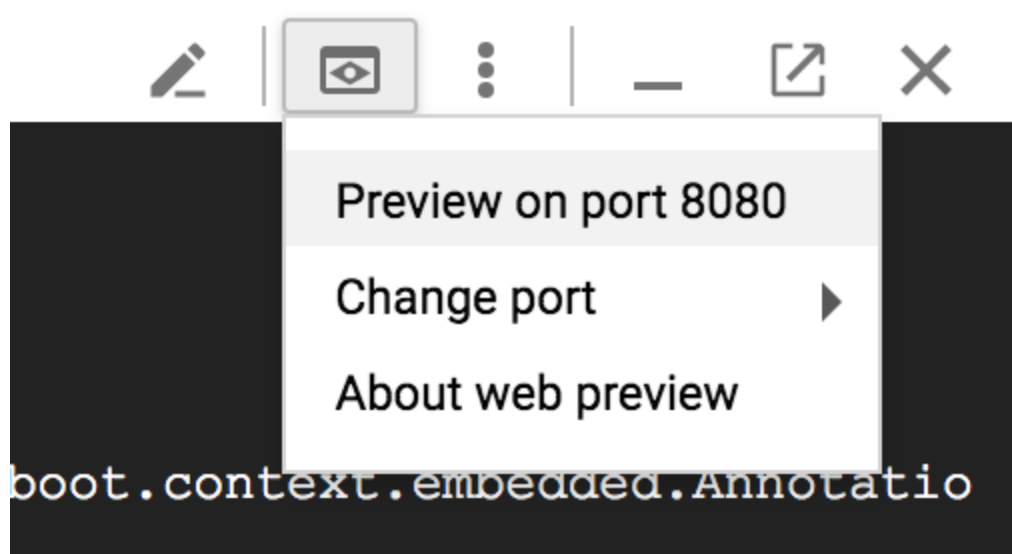 Preview on port 8080
Change port
About web preview
boot.context.embedded.Annotatio